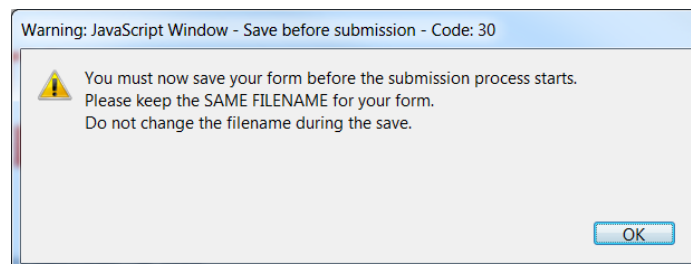 Warning: JavaScript Window - Save before submission - Code: 30
You must now save your form before the submission process starts.
Please keep the SAME FILENAME for your form.
Do not change the filename during the save.
OK